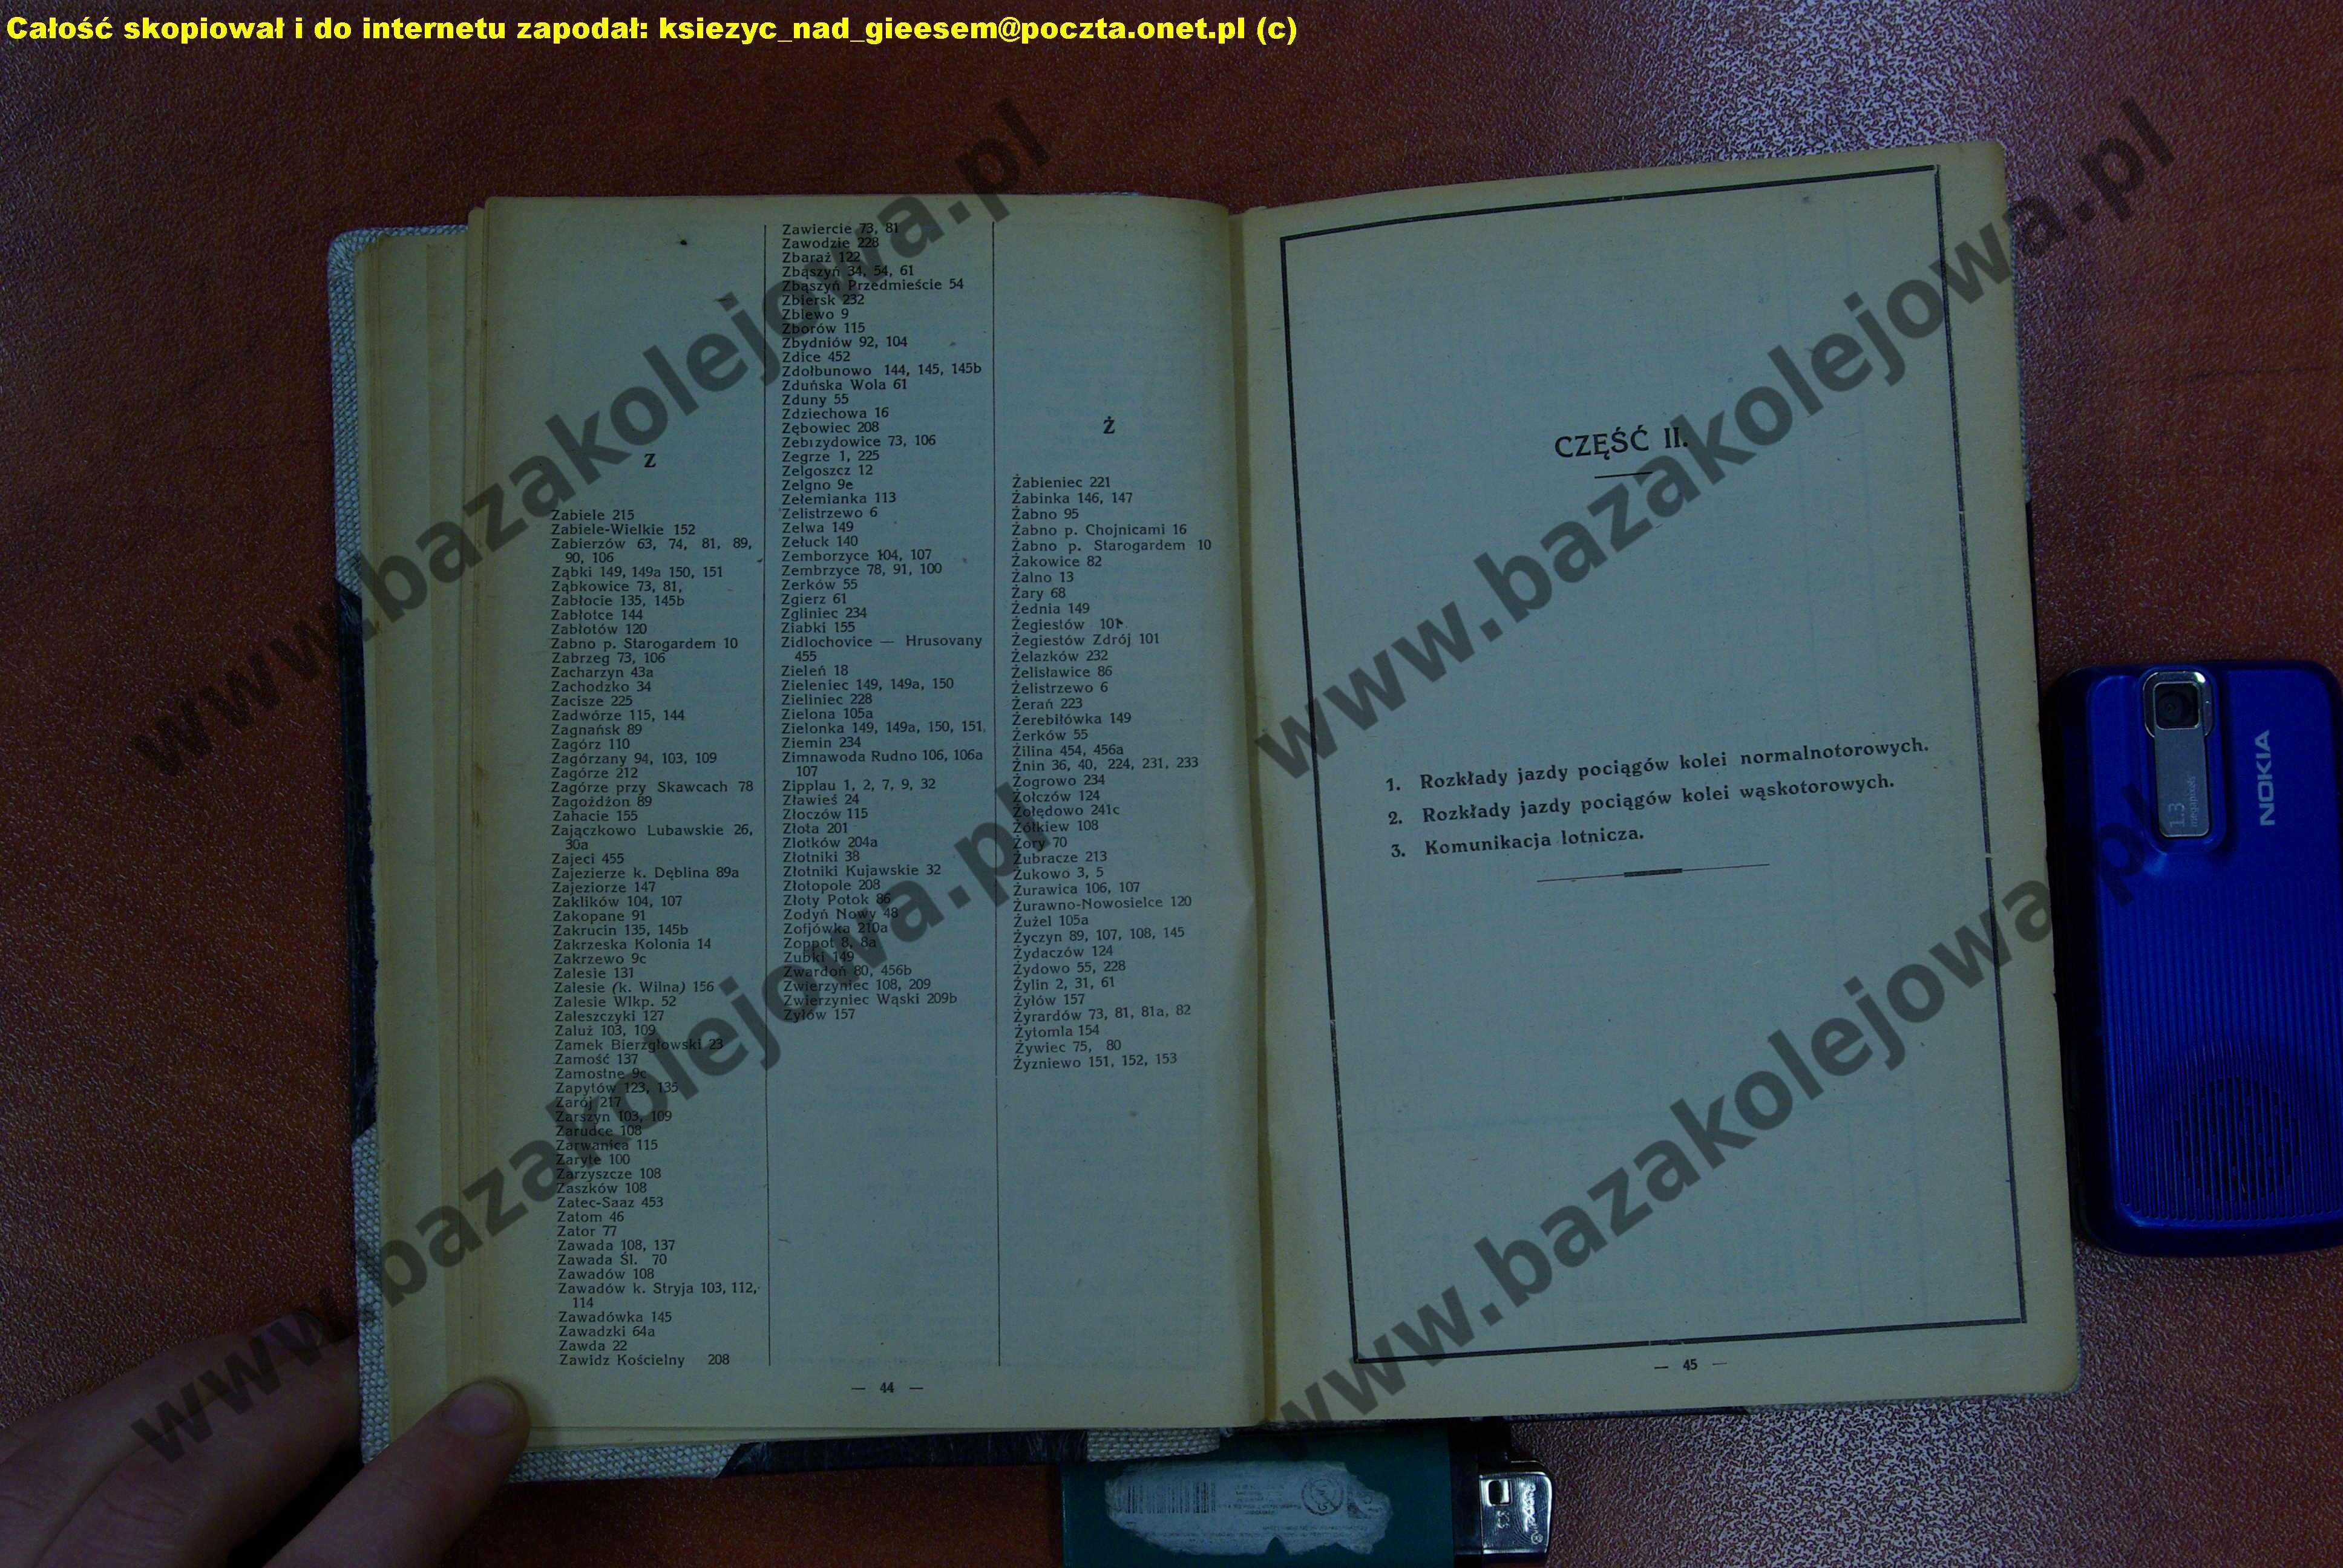 Całość skopiował i do internetu zapodał: ksiezyc_nad_gieesem@poczta.onet.pl (c)
Z
Zabiele 215
Zabiele-Wielkie 152
Zabierzów 63, 74, 81, 89,
90, 106
Ząbki 149, 149a 150, 151
Ząbkowice 73, 81,
Zabłocie 135, 145b
Zabłotce 144
Zabłotów 120
Zabno p. Starogardem 10
Zabrzeg 73, 106
Zacharzyn 43a
Zachodzko 34
Zacisze 225
Zadwórze 115, 144
Zagnańsk 89
Zagórz 110
Zagórzany 94, 103, 109
Zagórze 212
Zagórze przy Skawcach 78
Zagożdżon 89
Zahacie 155
Zajączkowo Lubawskie 26,
30a
Zajeci 455
Zajezierze k. Dęblina 89a
Zajeziorze 147
Zaklików 104, 107
Zakopane 91
Zakrucin 135, 145b
Zakrzeska Kolonia 14
Zakrzewo 9c
Zalesie 131
Zalesie (k. Wilna) 156
Zalesie Wlkp. 52
Zaleszczyki 127
Zaluż 103, 109
Zamek Bierzgłowski 23
Zamość 137
Zamostne 9c
Zapytów 123, 135
Zarój 217
Zarszyn 103, 109
Zarudce 108
Zarwanica 115
Zaryte 100
Zarzyszcze 108
Zaszków 108
Zatec-Saaz 453
Zatom 46
Zator 77
Zawada 108, 137
Zawada Śl. 70
Zawadów 108
Zawadów k. Stryja 103, 112,
114
Zawadówka 145
Zawadzki 64a
Zawda 22
Zawidz Kościelny 208
Zawiercie 73, 81
Zawodzie 228
Zbaraż 122
Zbąszyń 34, 54, 61
Zbąszyń Przedmieście 54
Zbiersk 232
Zblewo 9
Zborów 115
Zbydniów 92, 104
Zdice 452
Zdołbunowo 144, 145, 145b
Zduńska Wola 61
Zduny 55
Zdziechowa 16
Zębowiec 208
Zebrzydowice 73, 106
Zegrze 1, 225
Zelgoszcz 12
Zelgno 9e
Zełemianka 113
Zelistrzewo 6
Zelwa 149
Zełuck 140
Zemborzyce 104, 107
Zembrzyce 78, 91, 100
Zerków 55
Zgierz 61
Zgliniec 234
Ziabki 155
Zidlochovice — Hrusovany
455
Zieleń 18
Zieleniec 149, 149a, 150
Zieliniec 228
Zielona 105a
Zielonka 149, 149a, 150, 151,
Ziemin 234
Zimnawoda Rudno 106, 106a
107
Zipplau 1, 2, 7, 9, 32
Zławieś 24
Złoczów 115
Złota 201
Zlotków 204a
Złotniki 38
Złotniki Kujawskie 32
Złotopole 208
Złoty Potok 86
Zodyń Nowy 48
Zofjówka 210a
Zoppot 8, 8a
Zubki 149
Zwardoń 80, 456b
Zwierzyniec 108, 209
Zwierzyniec Wąski 209b
Zyłów 157
— 44 —
Ż
Żabieniec 221
Żabinka 146, 147
Żabno 95
Żabno p. Chojnicami 16
Żabno p. Starogardem 10
Żakowice 82
Żalno 13
Żary 68
Żednia 149
Żegiestów 101
Żegiestów Zdrój 101
Żelazków 232
Żelisławice 86
Żelistrzewo 6
Żerań 223
Żerebiłówka 149
Żerków 55
Žilina 454, 456a
Żnin 36, 40, 224, 231, 233
Żogrowo 234
Żołczów 124
Żołędowo 241c
Żółkiew 108
Żory 70
Żubracze 213
Żukowo 3, 5
Żurawica 106, 107
Żurawno-Nowosielce 120
Żużel 105a
Życzyn 89, 107, 108, 145
Żydaczów 124
Żydowo 55, 228
Żylin 2, 31, 61
Żyłów 157
Żyrardów 73, 81, 81a, 82
Żytomla 154
Żywiec 75, 80
Żyzniewo 151, 152, 153
CZĘŚĆ II.
1. Rozkłady jazdy pociągów kolei normalnotorowych.
2. Rozkłady jazdy pociągów kolei wąskotorowych.
3. Komunikacja lotnicza.
— 45 —
NOKIA
1.3
megapixel
www.bazakolejowa.pl
www.bazakolejowa.pl
www.bazakolejowa.pl
www.bazakolejowa.pl